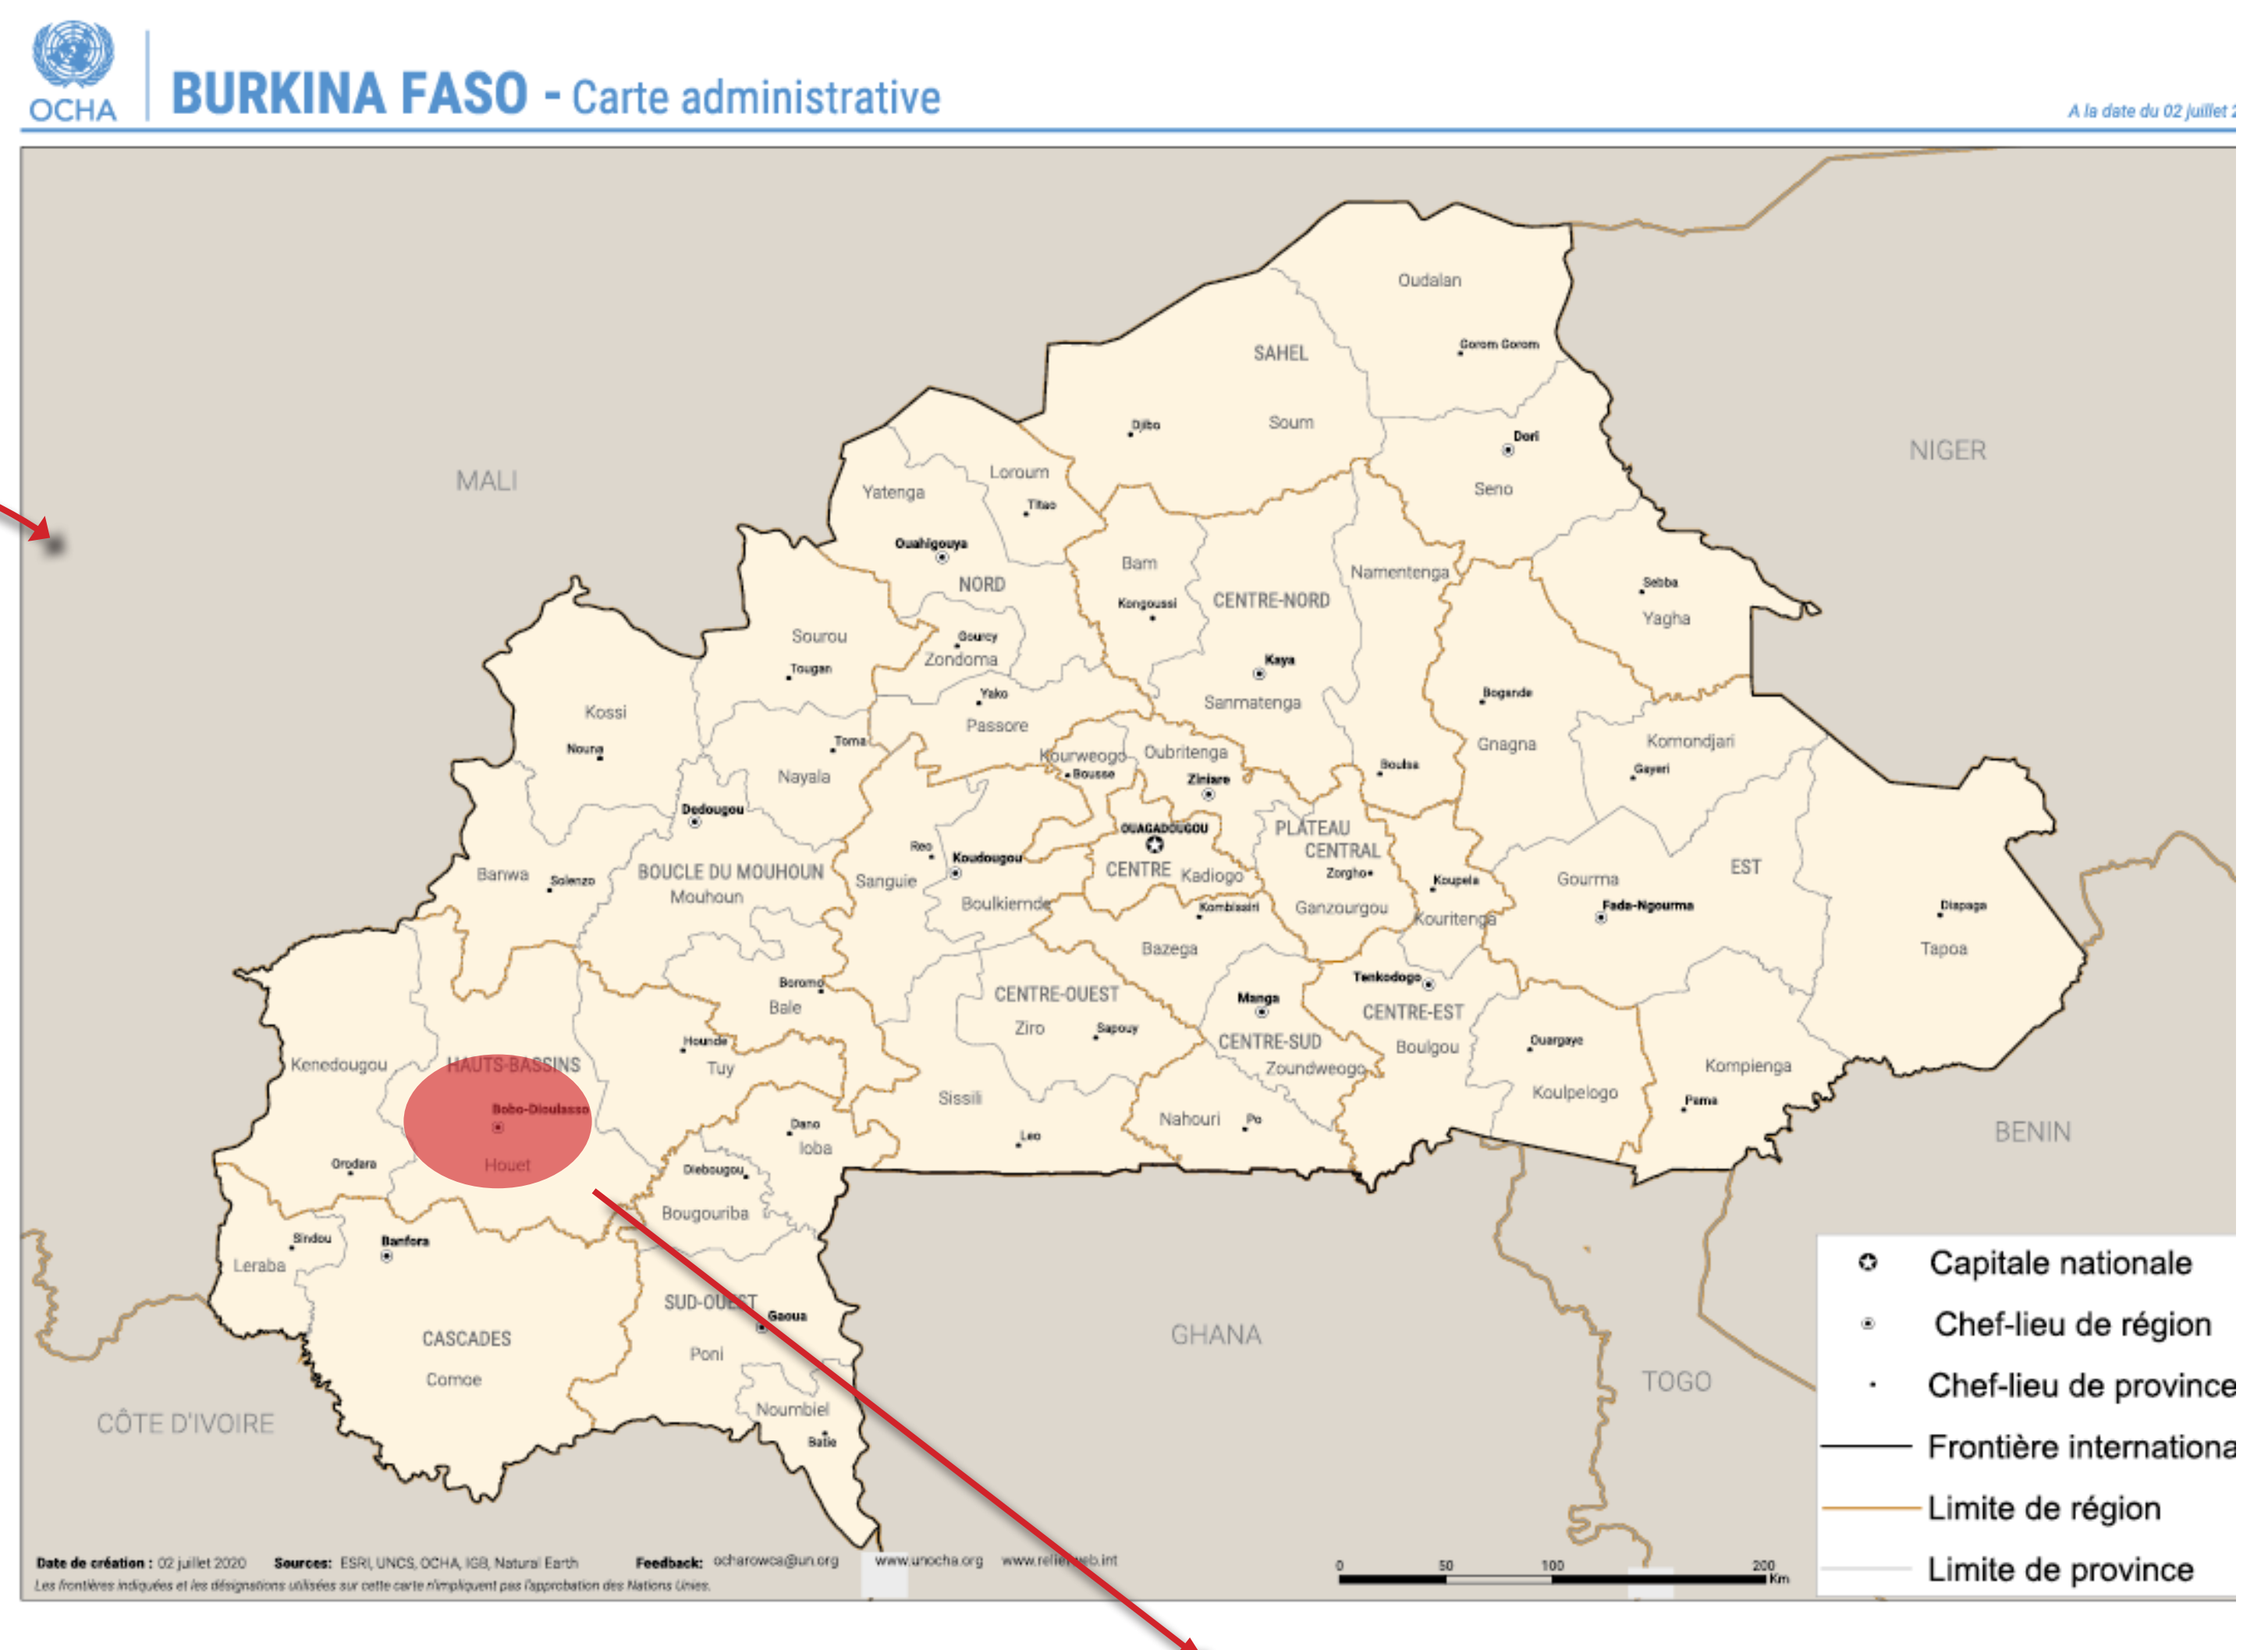 OCHA
BURKINA FASO - Carte administrative
A la date du 02 juillet
Oudalan
Gorom Gorom
SAHEL
Djibo
Soum
Dori
NIGER
MALI
Loroum
Yatenga
Titao
Seno
Ouahigouya
NORD
Bam
Kongoussi
CENTRE-NORD
Namentenga
Sebba
Yagha
Sourou
Tougan
Gourcy
Zondoma
Kaya
Sanmatenga
Yako
Passore
Bogande
Kossi
Nouna
Toma
Nayala
Kourweogo
Bousse
Oubritenga
Ziniare
Boulsa
Gnagna
Komondjari
Gayeri
Dedougou
OUAGADOUGOU
PLATEAU
CENTRAL
Reo
Koudougou
CENTRE
Kadiogo
Zorgho
Koupela
EST
Banwa
Solenzo
BOUCLE DU MOUHOUN
Mouhoun
Sanguie
Boulkiemde
Kombissiri
Ganzourgou
Kouritenga
Gourma
Fada-Ngourma
Diapaga
Tapoa
Bazega
Boromo
Bale
CENTRE-OUEST
Ziro
Sapouy
Manga
CENTRE-SUD
Zoundweogo
Tenkodogo
CENTRE-EST
Boulgou
Ouargaye
Koulpelogo
Kompienga
Pama
Kenedougou
HAUTS-BASSINS
Hounde
Tuy
Bobo-Dioulasso
Houet
Sissili
Leo
Nahouri
Po
Dano
Ioba
BENIN
Orodara
Diebougou
Bougouriba
Sindou
Leraba
Banfora
SUD-OUEST
Gaoua
Poni
CASCADES
Comoe
Noumbiel
Batie
CÔTE D'IVOIRE
GHANA
TOGO
Capitale nationale
Chef-lieu de région
Chef-lieu de province
Frontière internationa
Limite de région
Limite de province
Date de création : 02 juillet 2020 Sources: ESRI, UNCS, OCHA, IGB, Natural Earth Feedback: ocharowca@un.org www.unocha.org www.reliefweb.int
Les frontières indiquées et les désignations utilisées sur cette carte n'impliquent pas l'approbation des Nations Unies.
0 50 100 200
Km